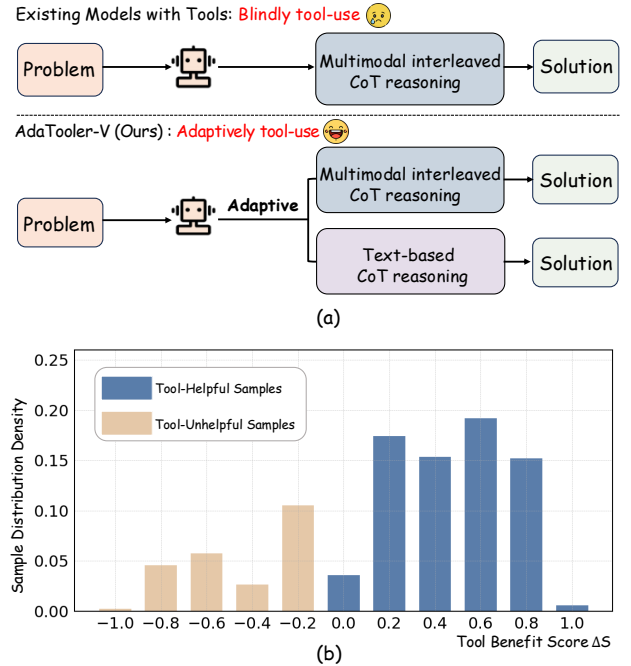 Existing Models with Tools: Blindly tool-use
Problem
Multimodal interleaved
CoT reasoning
Solution
AdaTooler-V (Ours) : Adaptively tool-use
Problem
Adaptive
Multimodal interleaved
CoT reasoning
Solution
Text-based
CoT reasoning
Solution
(a)
Sample Distribution Density
0.25
0.20
0.15
0.10
0.05
0.00
Tool-Helpful Samples
Tool-Unhelpful Samples
−1.0 −0.8 −0.6 −0.4 −0.2 0.0 0.2 0.4 0.6 0.8 1.0
Tool Benefit Score ΔS
(b)